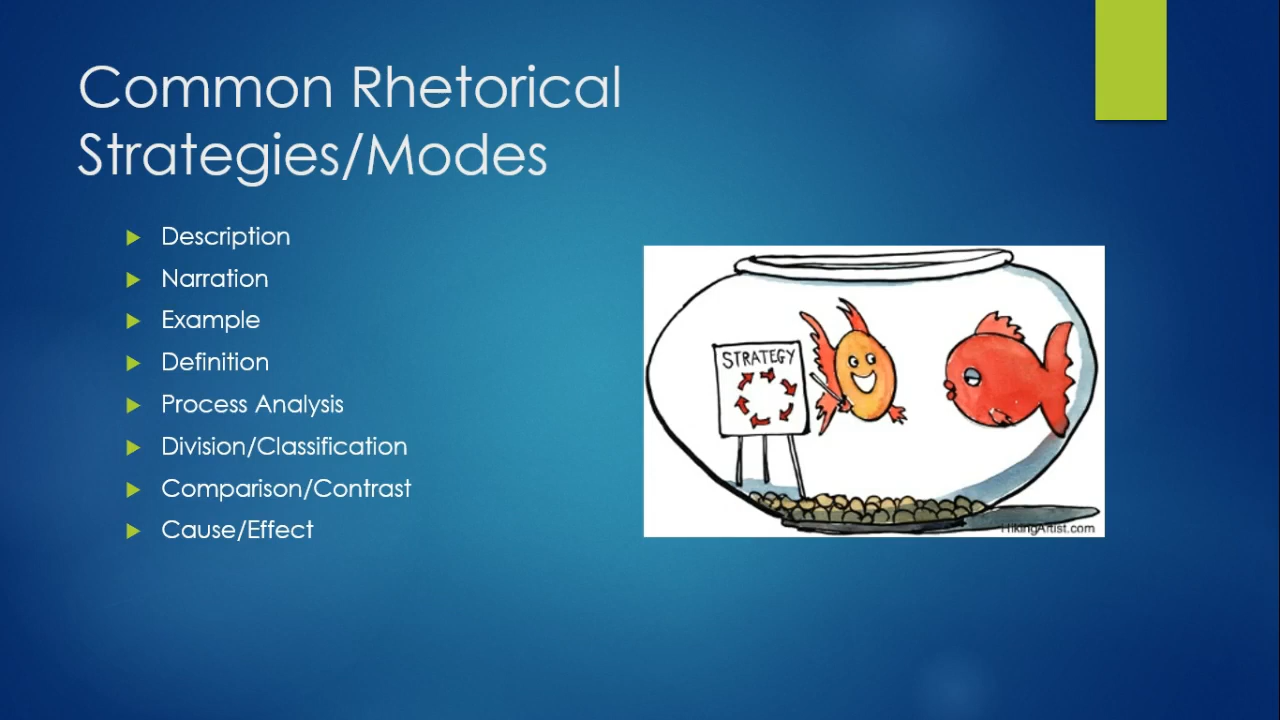 Common Rhetorical
Strategies/Modes
Description
Narration
Example
Definition
Process Analysis
Division/Classification
Comparison/Contrast
Cause/Effect
STRATEGY
HikingArtist.com